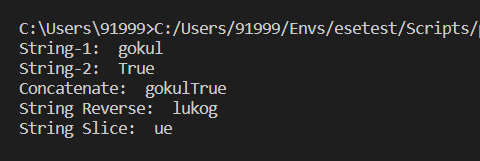 C:\Users\91999>C:/Users/91999/Envs/esetest/Scripts/
String-1:  gokul
String-2:  True
Concatenate:  gokulTrue
String Reverse:  lukog
String Slice:  ue